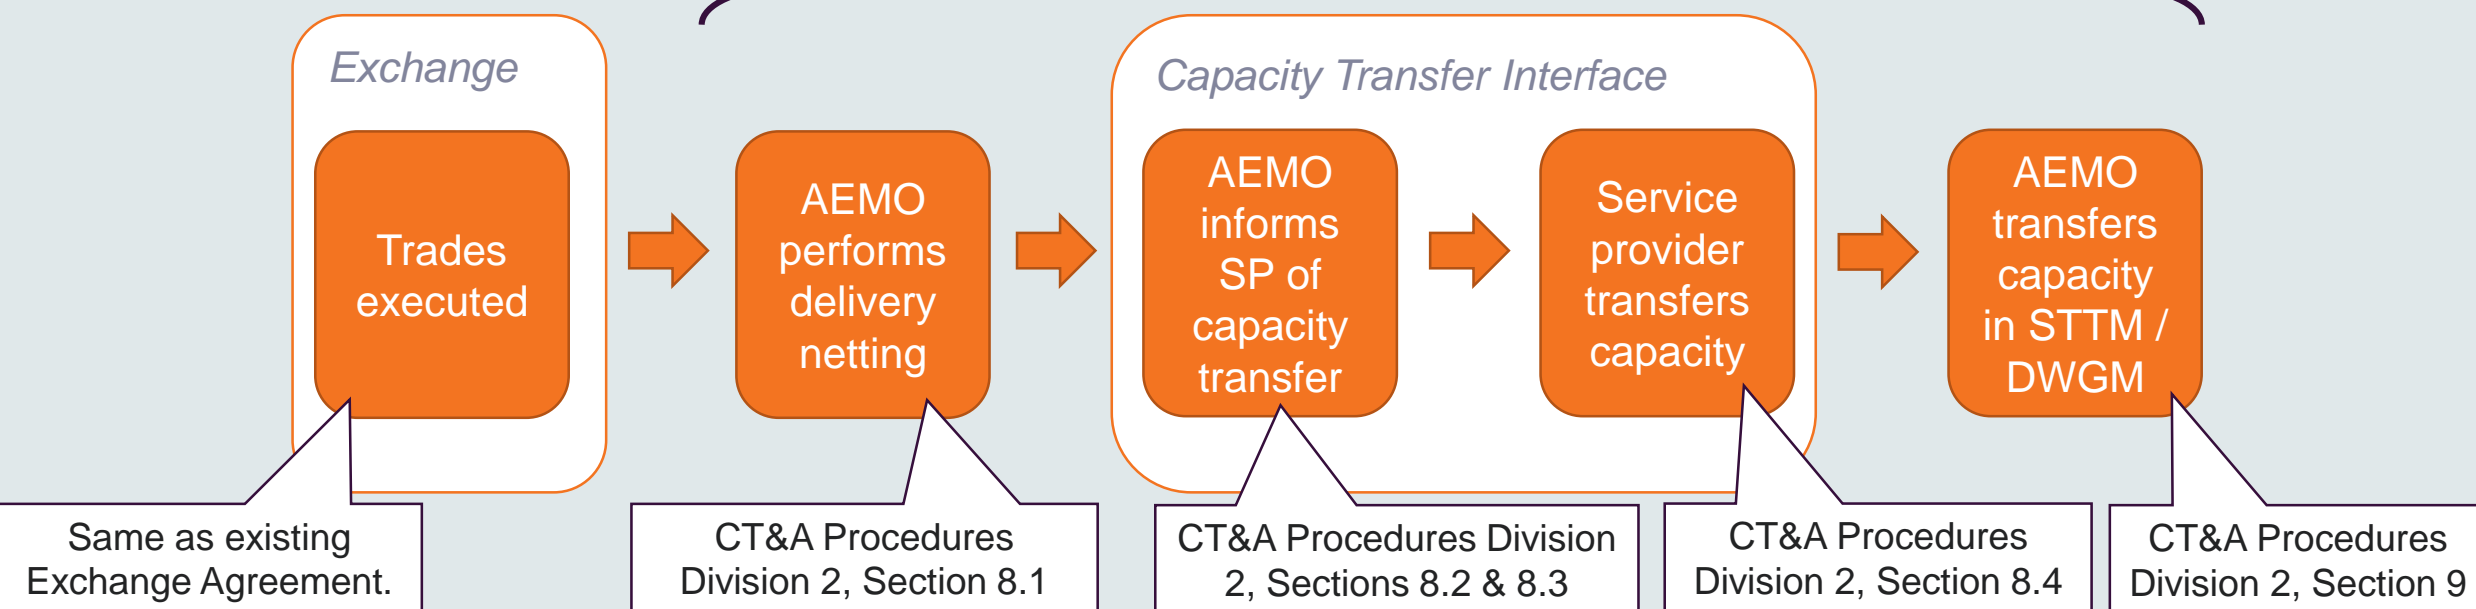 Exchange
Capacity Transfer Interface
Trades
executed
AEMO
performs
delivery
netting
AEMO
informs
SP of
capacity
transfer
Service
provider
transfers
capacity
AEMO
transfers
capacity
in STTM /
DWGM
Same as existing
Exchange Agreement.
CT&A Procedures
Division 2, Section 8.1
CT&A Procedures Division
2, Sections 8.2 & 8.3
CT&A Procedures
Division 2, Section 8.4
CT&A Procedures
Division 2, Section 9